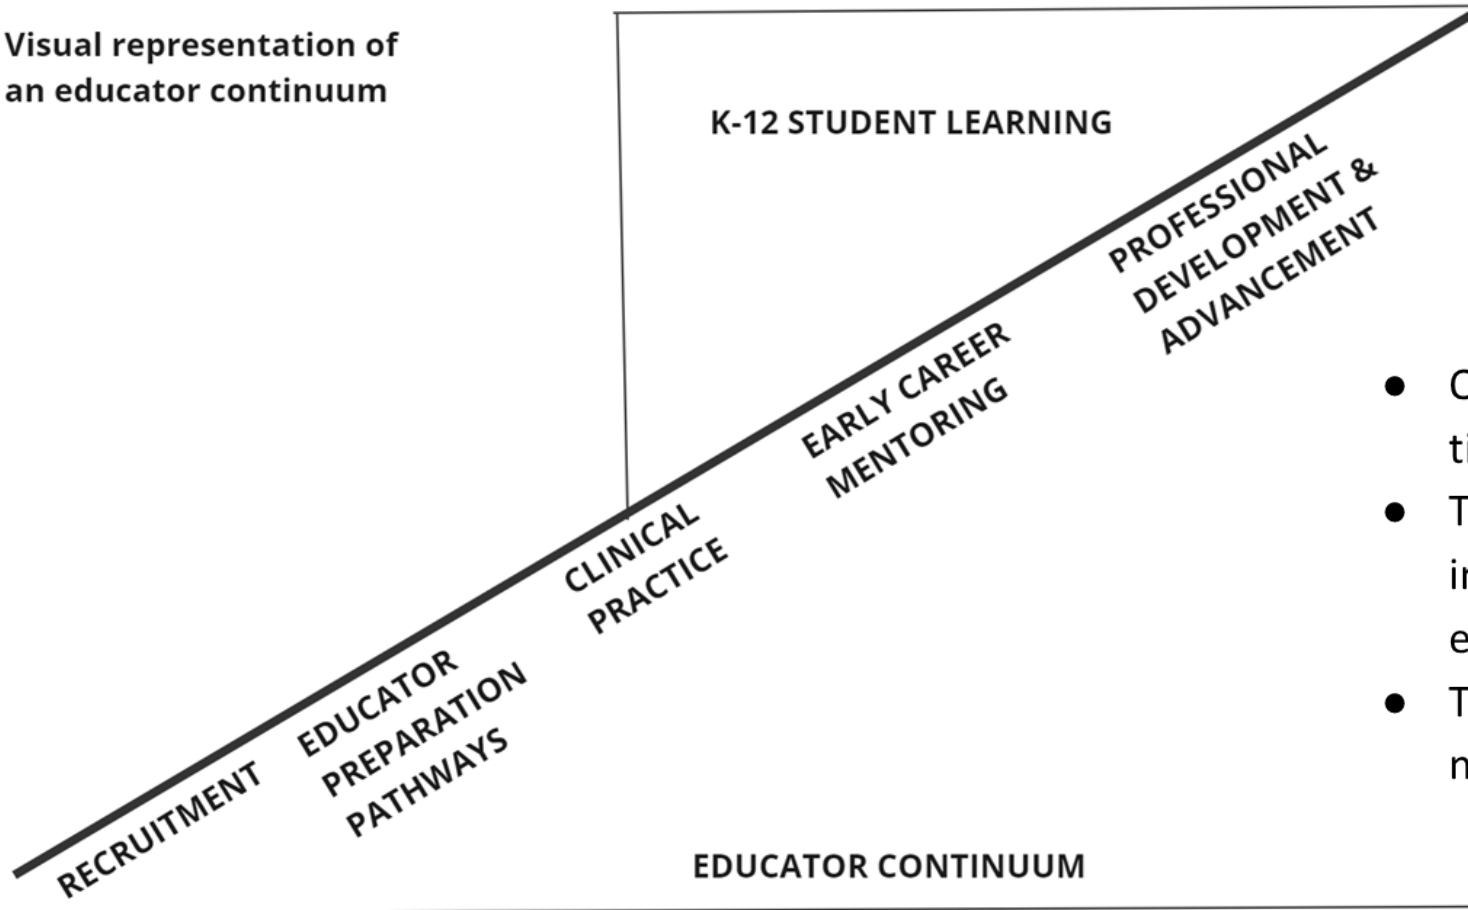 Visual representation of
an educator continuum
K-12 STUDENT LEARNING
PROFESSIONAL
DEVELOPMENT &
ADVANCEMENT
EARLY CAREER
MENTORING
CLINICAL
PRACTICE
EDUCATOR
PREPARATION
PATHWAYS
RECRUITMENT
EDUCATOR CONTINUUM